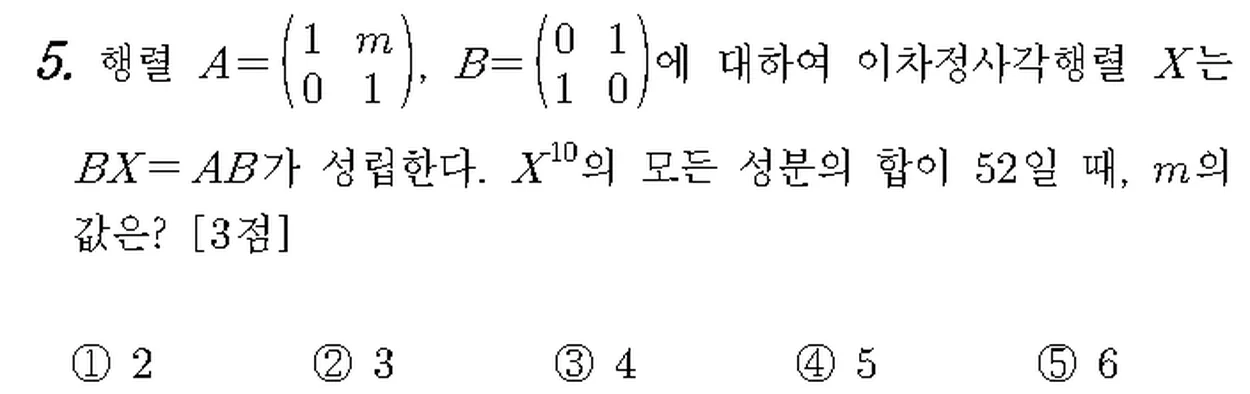 5. 행렬 A=(1 m 0 1), B=(0 1 1 0)에 대하여 이차정사각행렬 X는
BX=AB가 성립한다. X¹⁰의 모든 성분의 합이 52일 때, m의
값은? [3점]
① 2 ② 3 ③ 4 ④ 5 ⑤ 6